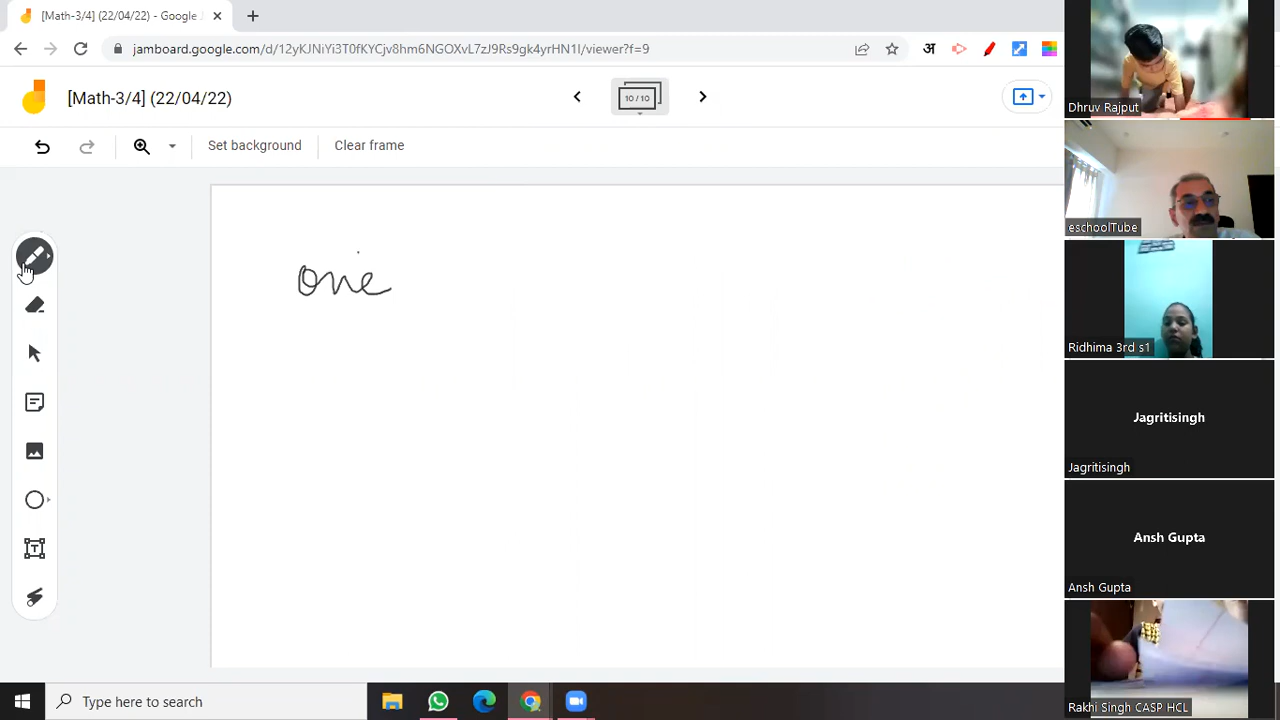 [Math-3/4] (22/04/22) - Google J
jamboard.google.com/d/12yKJNiYi3TmKYCjv8hm6NGOXvL7zJ9Rs9gk4yrHN1I/viewer?f=9
अ
[Math-3/4] (22/04/22)
10 / 10
Set background
Clear frame
one
Dhruv Rajput
eschoolTube
Ridhima 3rd s1
Jagritisingh
Jagritisingh
Ansh Gupta
Ansh Gupta
Rakhi Singh CASP HCL
Type here to search